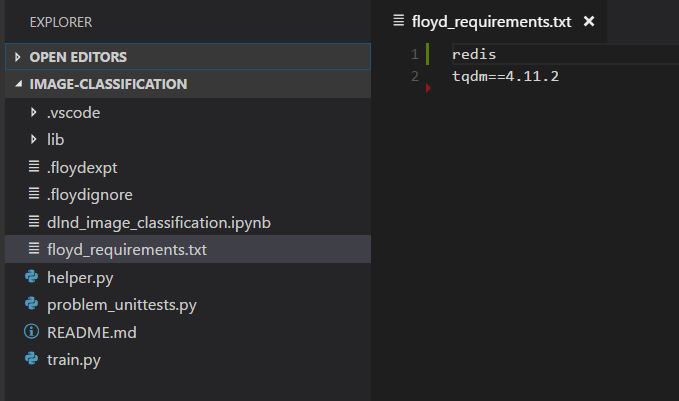 EXPLORER
OPEN EDITORS
IMAGE-CLASSIFICATION
.vscode
lib
.floydexpt
.floydignore
dlnd_image_classification.ipynb
floyd_requirements.txt
helper.py
problem_unittests.py
README.md
train.py
floyd_requirements.txt
1 redis
2 tqdm==4.11.2